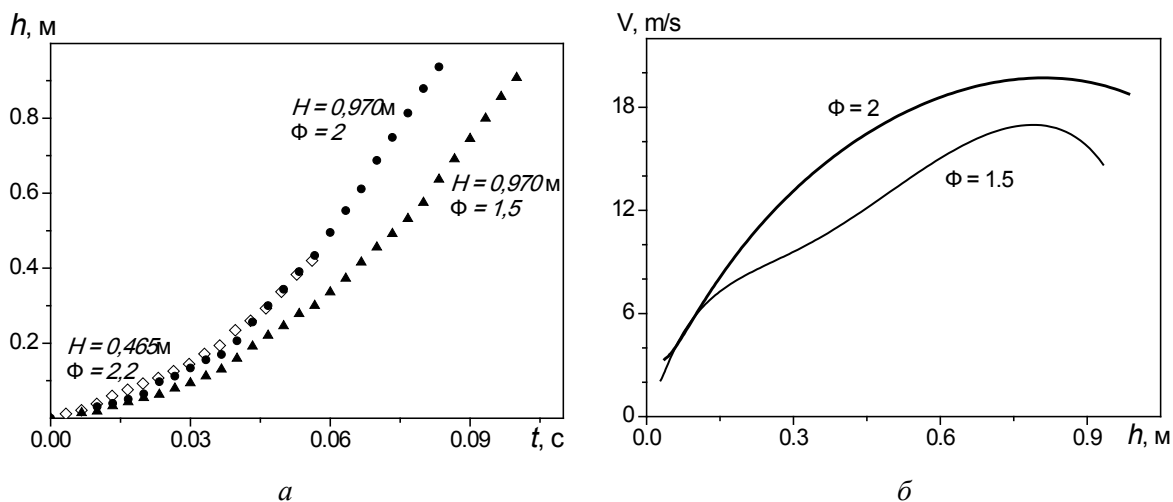 h, м
0.8
0.6
0.4
0.2
0.00
0.03
0.06
0.09
t, с
H = 0,970м
Φ = 2
H = 0,970м
Φ = 1,5
H = 0,465м
Φ = 2,2
а
V, m/s
18
12
6
0
0.0
0.3
0.6
0.9
h, м
Φ = 2
Φ = 1.5
б